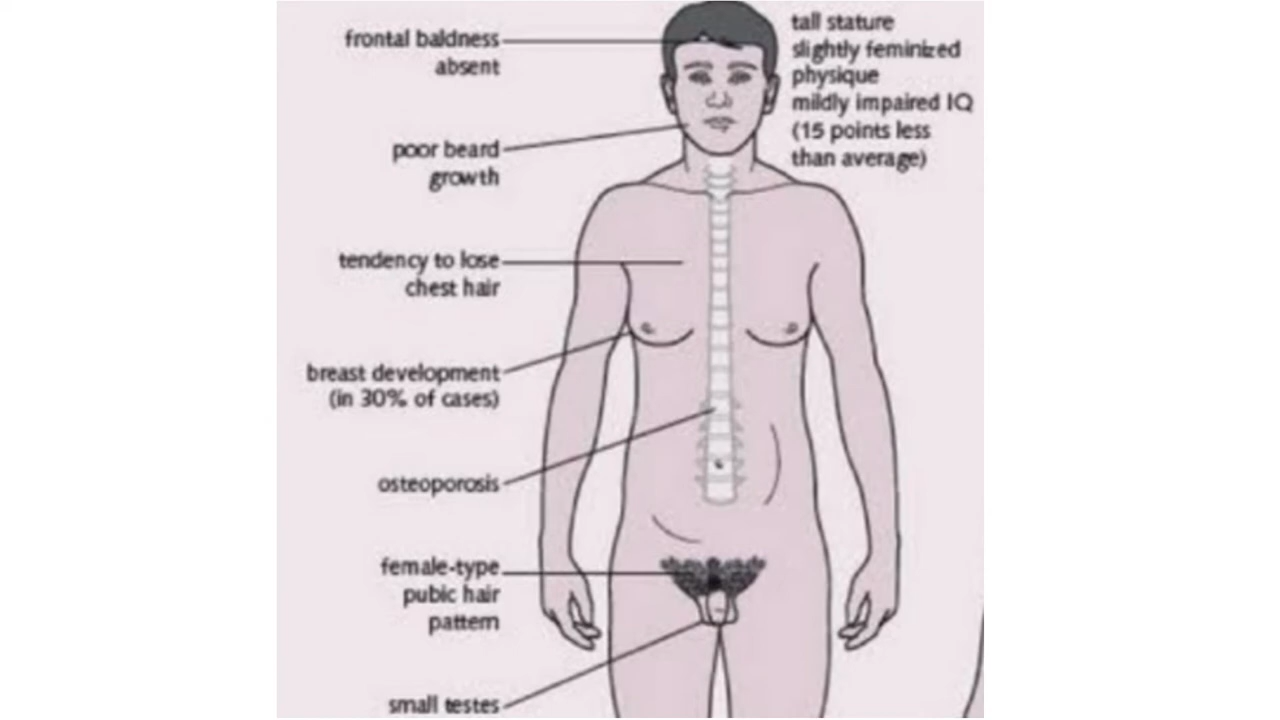 frontal baldness
absent
poor beard
growth
tendency to lose
chest hair
breast development
(in 30% of cases)
osteoporosis
female-type
pubic hair
pattern
small testes
tall stature
slightly feminized
physique
mildly impaired IQ
(15 points less
than average)